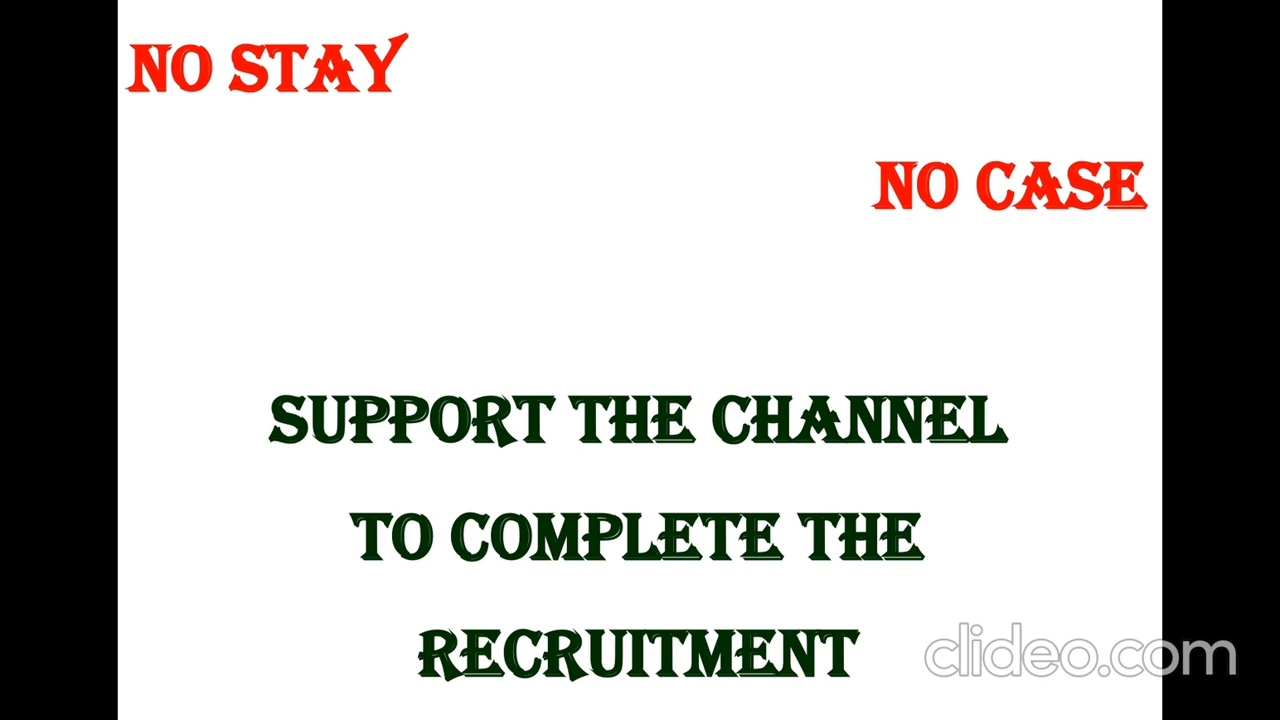 NO STAY
NO CASE
SUPPORT THE CHANNEL
TO COMPLETE THE
RECRUITMENT
clideo.com